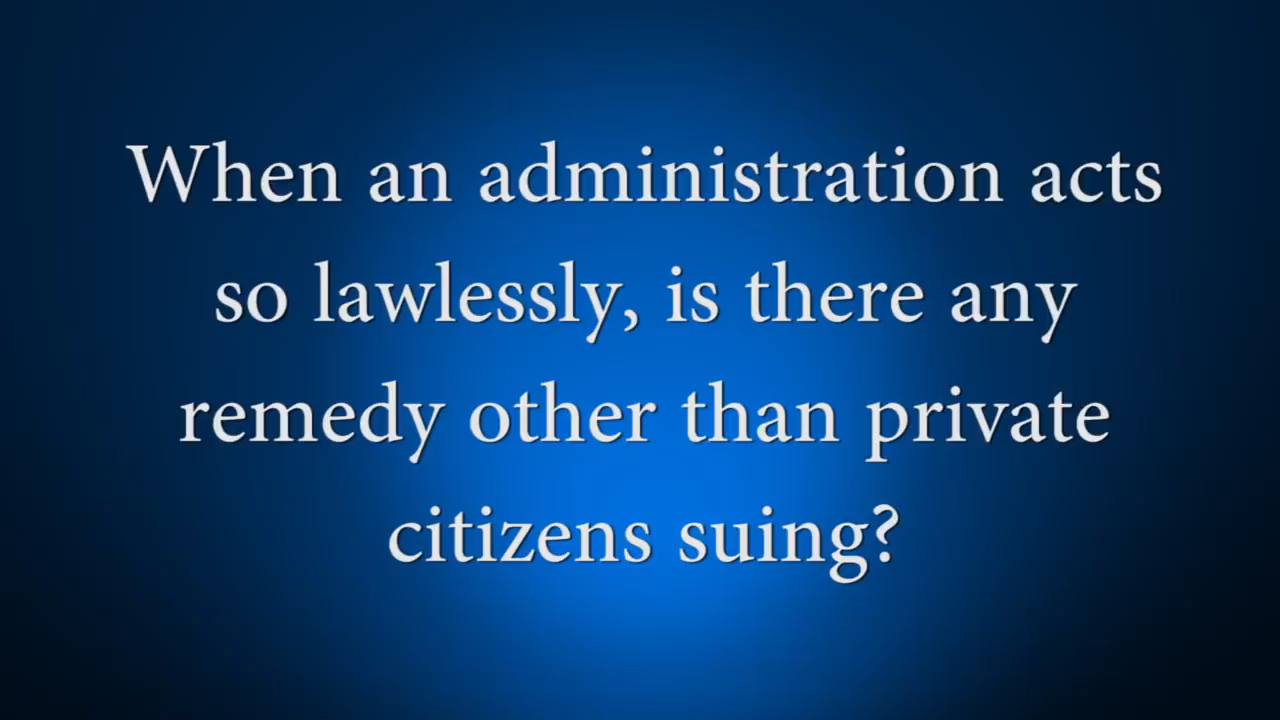 When an administration acts
so lawlessly, is there any
remedy other than private
citizens suing?